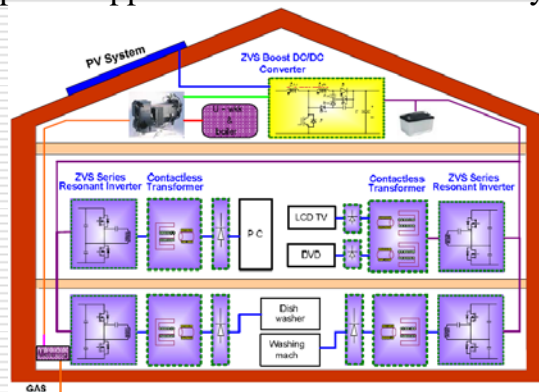 PV System
ZVS Boost DC/DC
Converter
&
boiler
ZVS Series
Resonant Inverter
Contactless
Transformer
Contactless
Transformer
ZVS Series
Resonant Inverter
PC
LCD TV
DVD
Dish
washer
Washing
mach
GAS